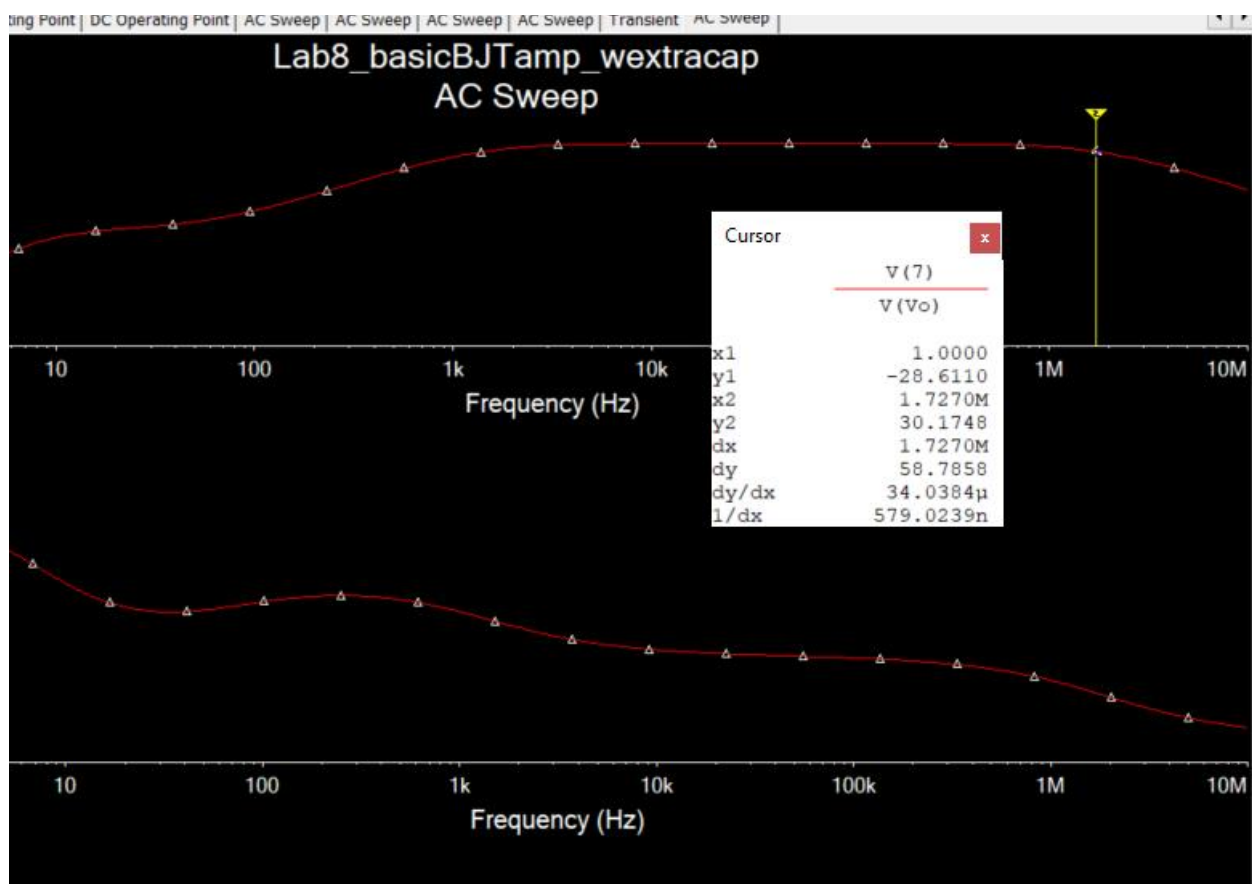 ing Point | DC Operating Point | AC Sweep | AC Sweep | AC Sweep | AC Sweep | Transient AC Sweep |
Lab8_basicBJTamp_wextracap
AC Sweep
2
Cursor x
V(7)
V(Vo)
x1 1.0000
y1 -28.6110
x2 1.7270M
y2 30.1748
dx 1.7270M
dy 58.7858
dy/dx 34.0384µ
1/dx 579.0239n
10 100 1k 10k 1M 10M
Frequency (Hz)
10 100 1k 10k 100k 1M 10M
Frequency (Hz)